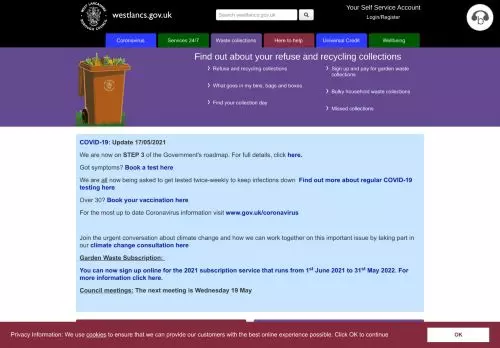 WEST LANCASHIRE
westlancs.gov.uk
Search westlancs.gov.uk
Your Self Service Account
Login/Register
Coronavirus
Services 24/7
Waste collections
Here to help
Universal Credit
Wellbeing
Find out about your refuse and recycling collections
Refuse and recycling collections
What goes in my bins, bags and boxes
Find your collection day
Sign up and pay for garden waste
collections
Bulky household waste collections
Missed collections
COVID-19: Update 17/05/2021
We are now on STEP 3 of the Government's roadmap. For full details, click here.
Got symptoms? Book a test here
We are all now being asked to get tested twice-weekly to keep infections down Find out more about regular COVID-19
testing here
Over 30? Book your vaccination here
For the most up to date Coronavirus information visit www.gov.uk/coronavirus
Join the urgent conversation about climate change and how we can work together on this important issue by taking part in
our climate change consultation here
Garden Waste Subscription:
You can now sign up online for the 2021 subscription service that runs from 1st June 2021 to 31st May 2022. For
more information click here.
Council meetings: The next meeting is Wednesday 19 May
Privacy Information: We use cookies to ensure that we can provide our customers with the best online experience possible. Click OK to continue
OK